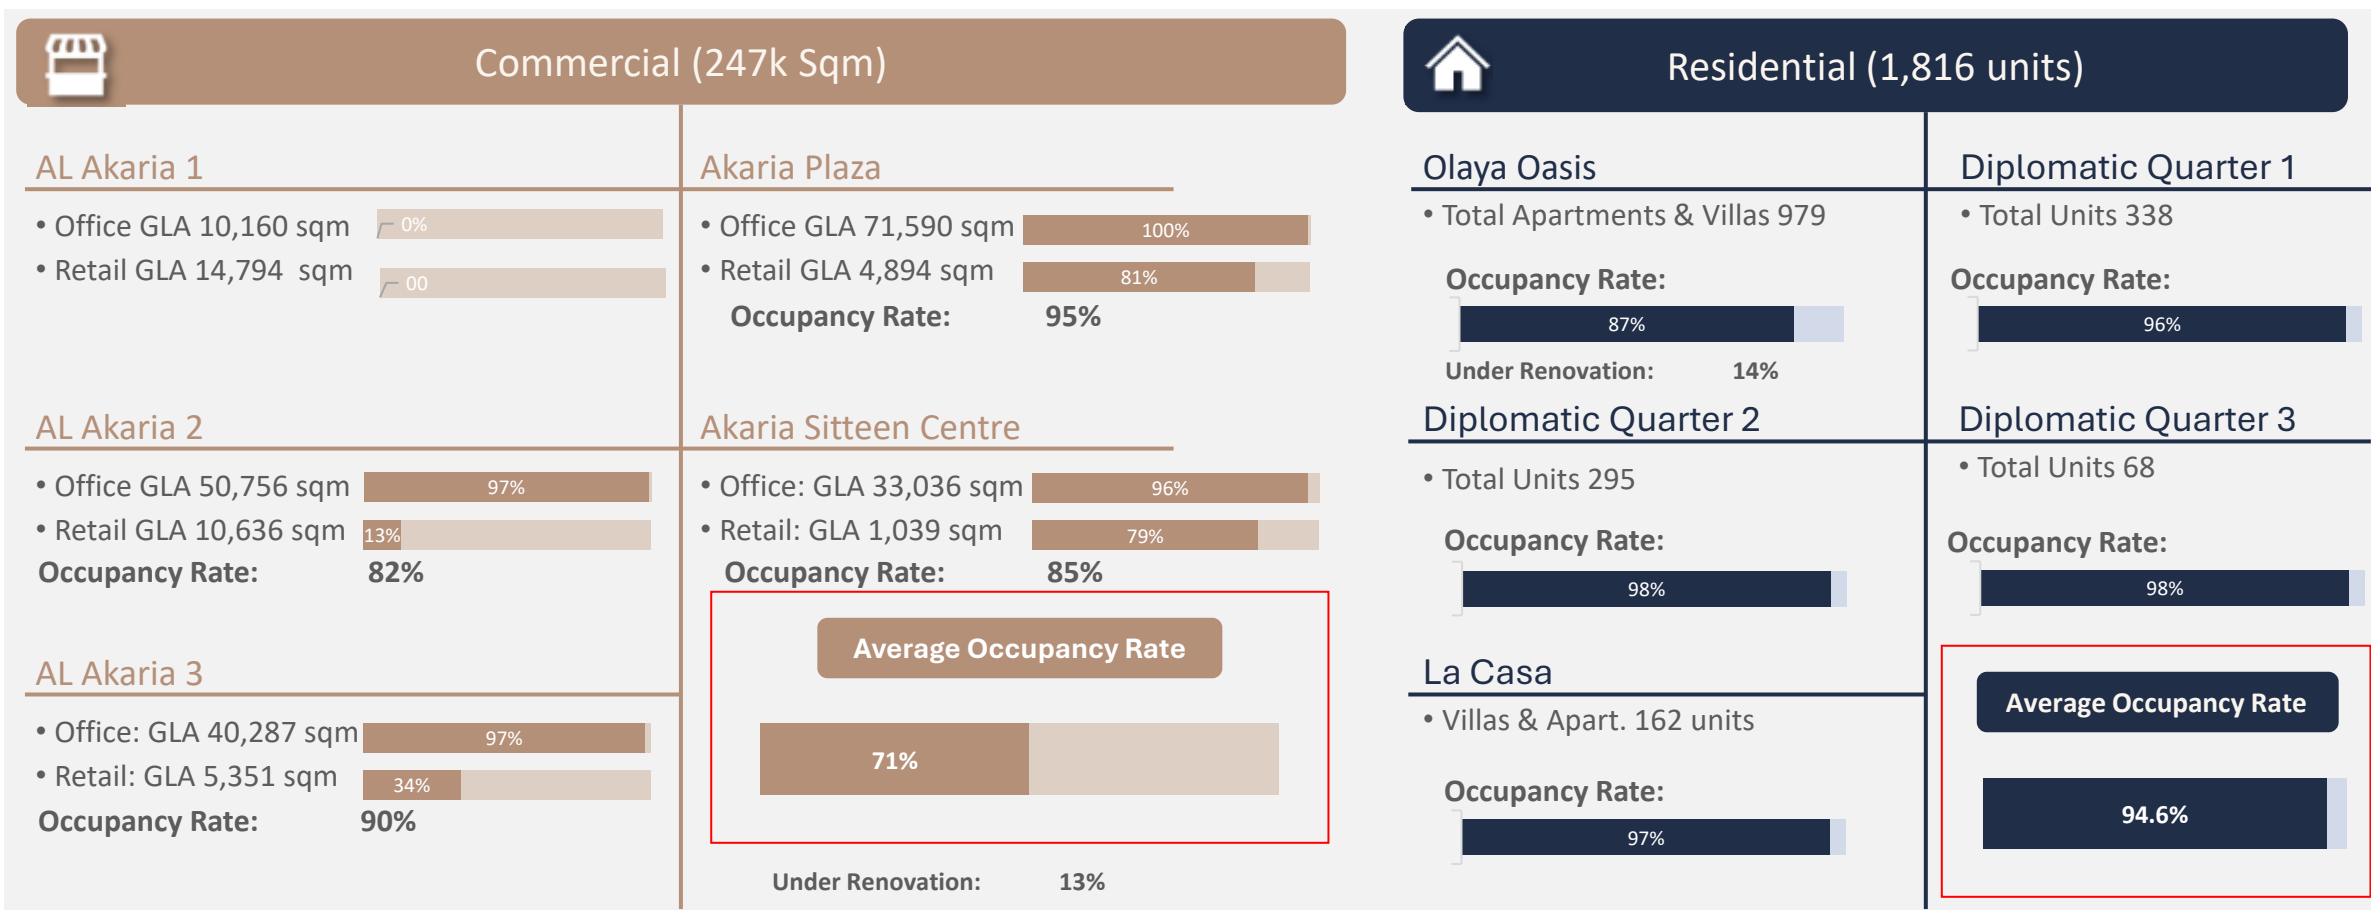 Commercial (247k Sqm)
AL Akaria 1
• Office GLA 10,160 sqm 0%
• Retail GLA 14,794 sqm 00
Akaria Plaza
• Office GLA 71,590 sqm 100%
• Retail GLA 4,894 sqm 81%
Occupancy Rate: 95%
AL Akaria 2
• Office GLA 50,756 sqm 97%
• Retail GLA 10,636 sqm 13%
Occupancy Rate: 82%
Akaria Sitteen Centre
• Office: GLA 33,036 sqm 96%
• Retail: GLA 1,039 sqm 79%
Occupancy Rate: 85%
AL Akaria 3
• Office: GLA 40,287 sqm 97%
• Retail: GLA 5,351 sqm 34%
Occupancy Rate: 90%
Average Occupancy Rate
71%
Under Renovation: 13%
Residential (1,816 units)
Olaya Oasis
• Total Apartments & Villas 979
Occupancy Rate:
87%
Under Renovation: 14%
Diplomatic Quarter 1
• Total Units 338
Occupancy Rate:
96%
Diplomatic Quarter 2
• Total Units 295
Occupancy Rate:
98%
Diplomatic Quarter 3
• Total Units 68
Occupancy Rate:
98%
La Casa
• Villas & Apart. 162 units
Occupancy Rate:
97%
Average Occupancy Rate
94.6%